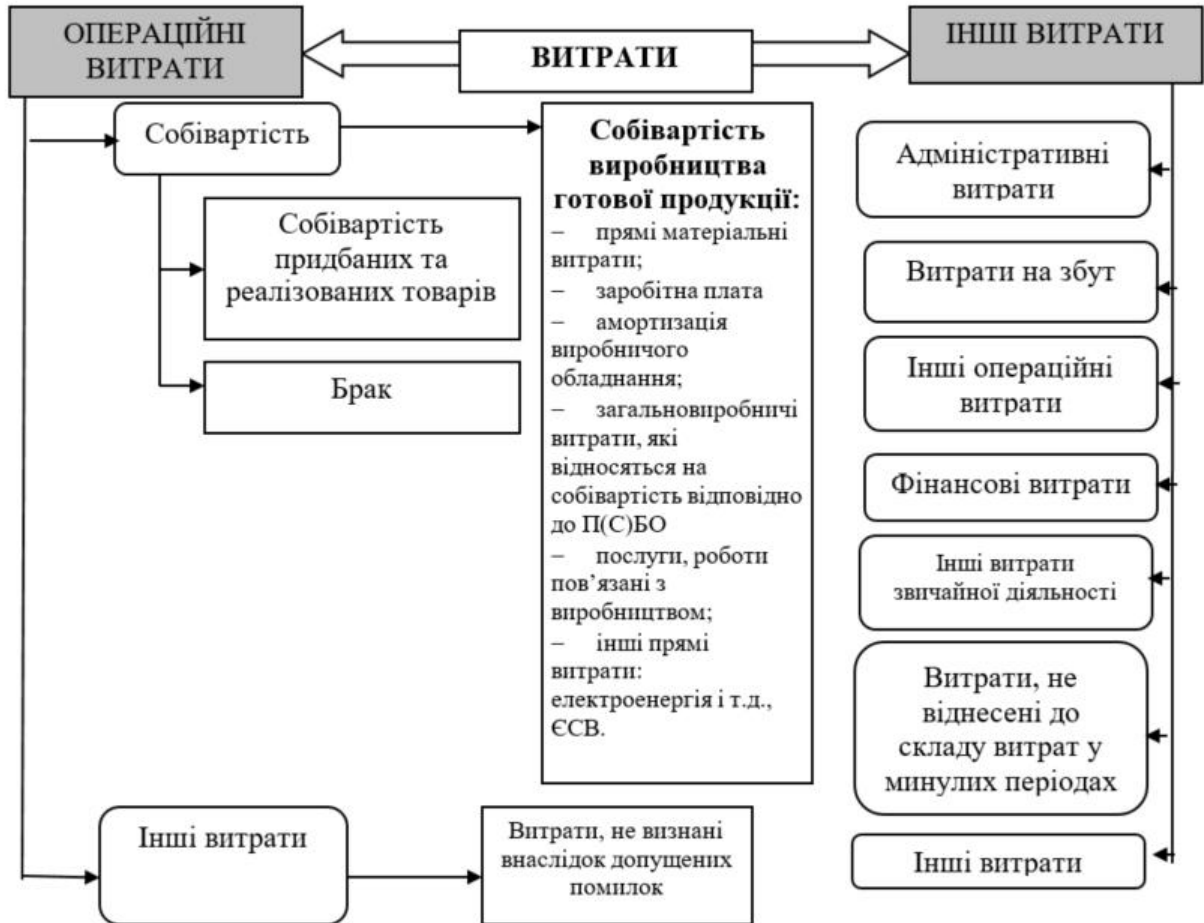 ОПЕРАЦІЙНІ
ВИТРАТИ
ВИТРАТИ
ІНШІ ВИТРАТИ
Собівартість
Собівартість
придбаних та
реалізованих товарів
Брак
Собівартість
виробництва
готової продукції:
– прямі матеріальні
витрати;
– заробітна плата
– амортизація
виробничого
обладнання;
– загальновиробничі
витрати, які
відносяться на
собівартість відповідно
до П(С)БО
– послуги, роботи
пов’язані з
виробництвом;
– інші прямі
витрати:
електроенергія і т.д.,
ЄСВ.
Інші витрати
Витрати, не визнані
внаслідок допущених
помилок
Адміністративні
витрати
Витрати на збут
Інші операційні
витрати
Фінансові витрати
Інші витрати
звичайної діяльності
Витрати, не
віднесені до
складу витрат у
минулих періодах
Інші витрати